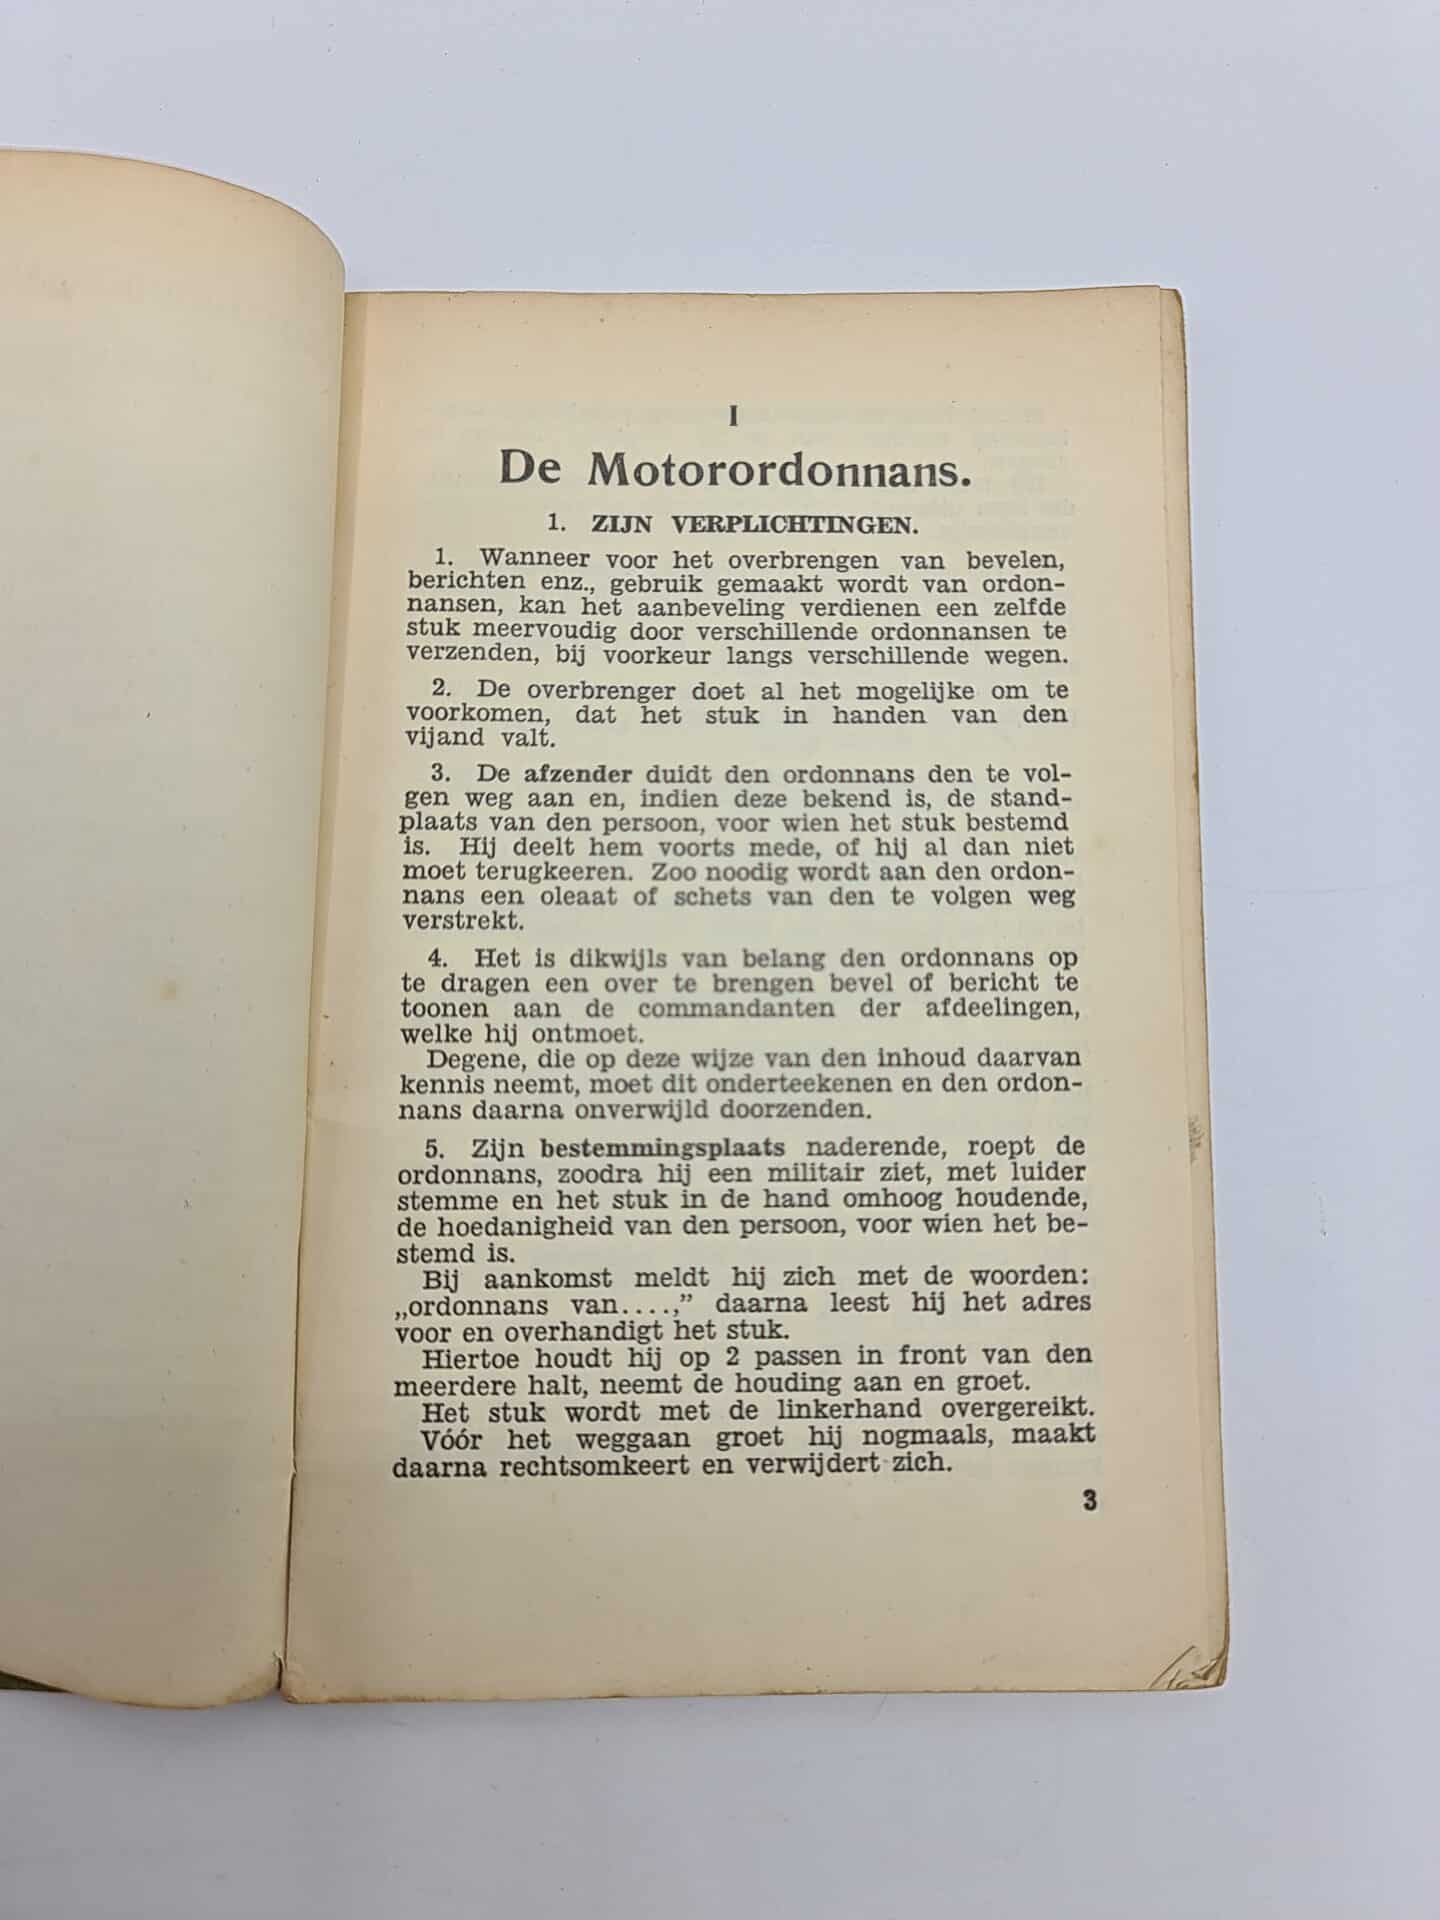 I
De Motorordonnans.
1. ZIJN VERPLICHTINGEN.
1. Wanneer voor het overbrengen van bevelen,
berichten enz., gebruik gemaakt wordt van ordon-
nansen, kan het aanbeveling verdienen een zelfde
stuk meervoudig door verschillende ordonnansen te
verzenden, bij voorkeur langs verschillende wegen.
2. De overbrenger doet al het mogelijke om te
voorkomen, dat het stuk in handen van den
vijand valt.
3. De afzender duidt den ordonnans den te vol-
gen weg aan en, indien deze bekend is, de stand-
plaats van den persoon, voor wien het stuk bestemd
is. Hij deelt hem voorts mede, of hij al dan niet
moet terugkeeren. Zoo noodig wordt aan den ordon-
nans een oleaat of schets van den te volgen weg
verstrekt.
4. Het is dikwijls van belang den ordonnans op
te dragen een over te brengen bevel of bericht te
toonen aan de commandanten der afdeelingen,
welke hij ontmoet.
Degene, die op deze wijze van den inhoud daarvan
kennis neemt, moet dit onderteekenen en den ordon-
nans daarna onverwijld doorzenden.
5. Zijn bestemmingsplaats naderende, roept de
ordonnans, zoodra hij een militair ziet, met luider
stemme en het stuk in de hand omhoog houdende,
de hoedanigheid van den persoon, voor wien het be-
stemd is.
Bij aankomst meldt hij zich met de woorden:
„ordonnans van....,” daarna leest hij het adres
voor en overhandigt het stuk.
Hiertoe houdt hij op 2 passen in front van den
meerdere halt, neemt de houding aan en groet.
Het stuk wordt met de linkerhand overgereikt.
Vóór het weggaan groet hij nogmaals, maakt
daarna rechtsomkeert en verwijdert zich.
3